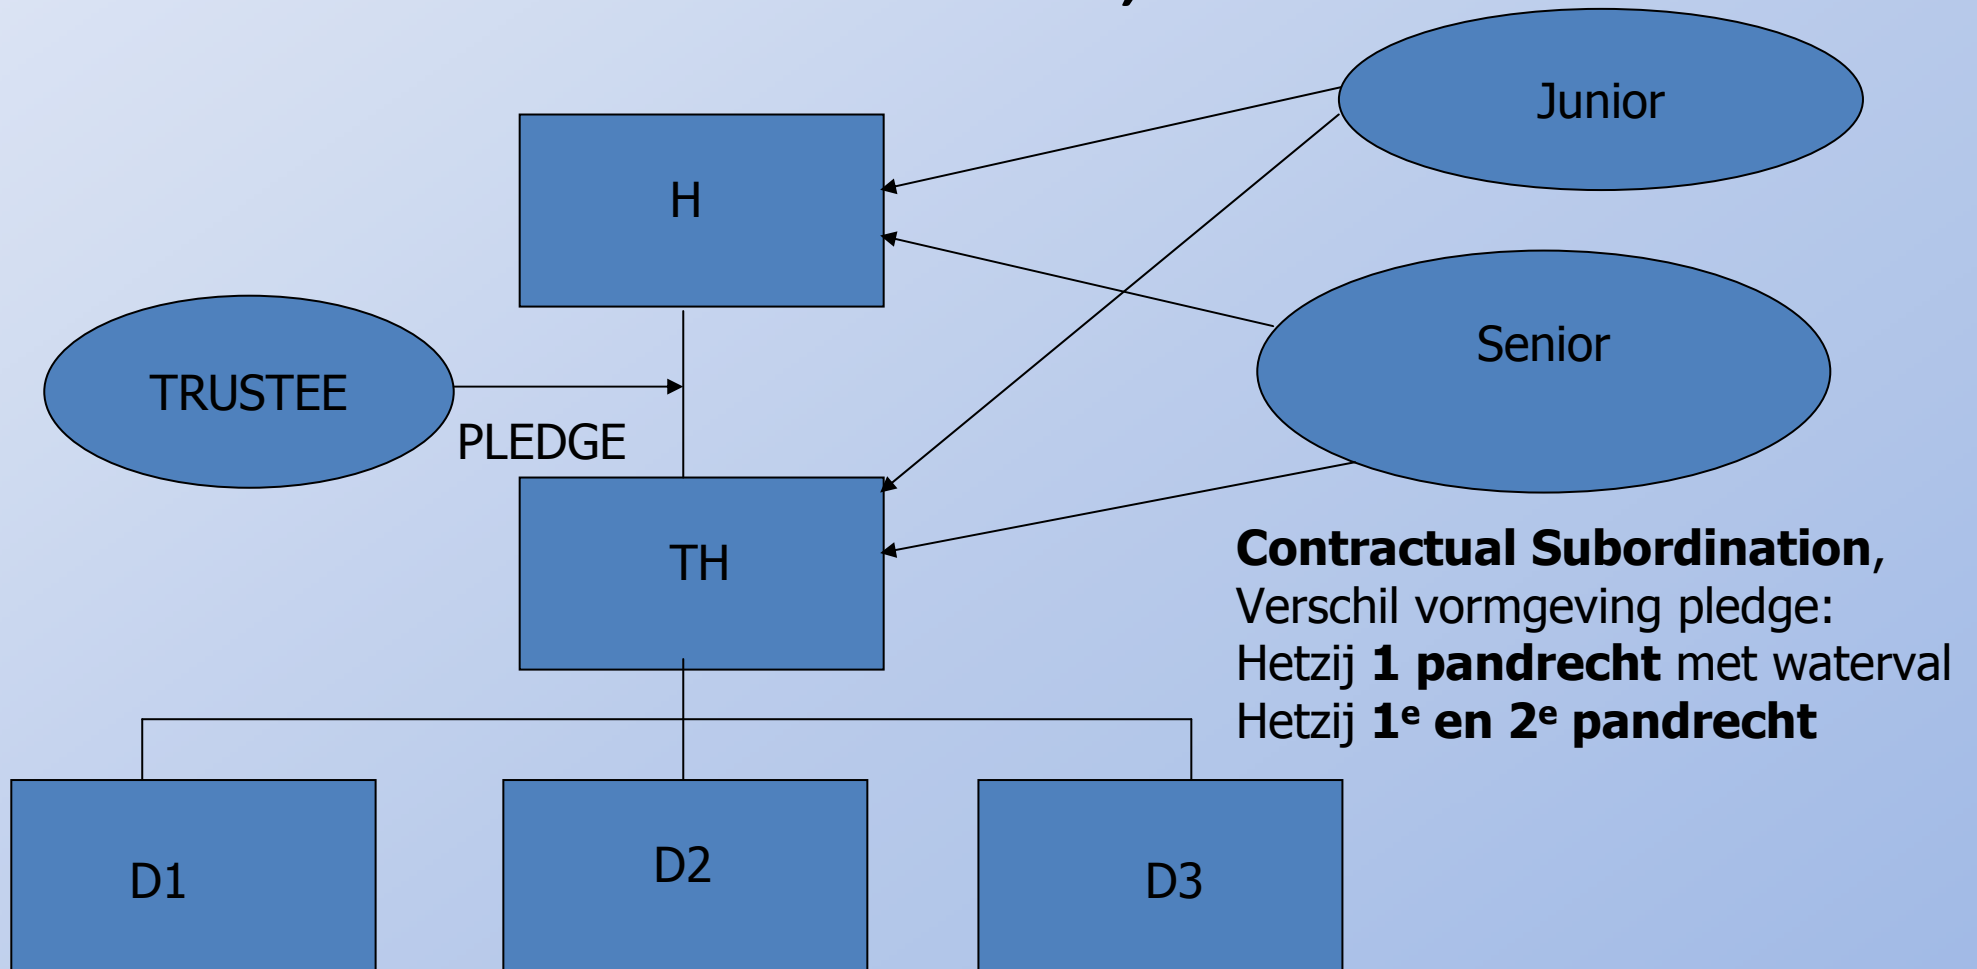 Junior
H
Senior
TRUSTEE
PLEDGE
TH
Contractual Subordination,
Verschil vormgeving pledge:
Hetzij 1 pandrecht met waterval
Hetzij 1e en 2e pandrecht
D1
D2
D3